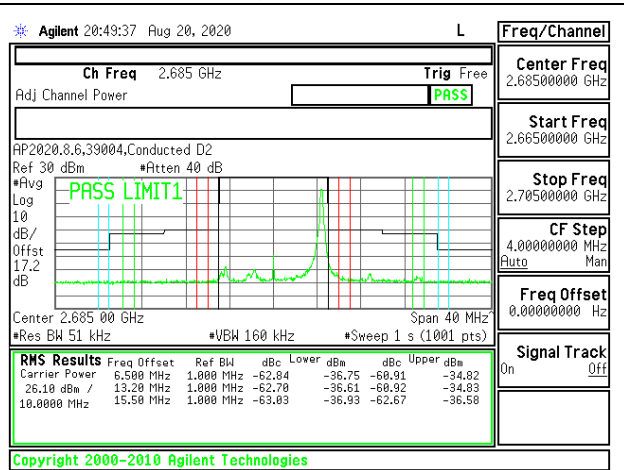 Agilent 20:49:37 Aug 20, 2020 L Freq/Channel
Ch Freq 2.685 GHz Trig Free
Adj Channel Power PASS
Center Freq
2.68500000 GHz
Start Freq
2.66500000 GHz
Stop Freq
2.70500000 GHz
CF Step
4.00000000 MHz
Auto Man
Freq Offset
0.00000000 Hz
Signal Track
On Off
AP2020.8.6,39004,Conducted D2
Ref 30 dBm #Atten 40 dB
#Avg
Log
10
dB/
Offst
17.2
dB
PASS LIMIT1
Center 2.685 00 GHz Span 40 MHz^
#Res BW 51 kHz #VBW 160 kHz #Sweep 1 s (1001 pts)
RMS Results Freq Offset Ref BW dBc Lower dBm dBc Upper dBm
Carrier Power 6.500 MHz 1.000 MHz -62.84 -36.75 -60.91 -34.82
26.10 dBm / 13.20 MHz 1.000 MHz -62.70 -36.61 -60.92 -34.83
10.0000 MHz 15.50 MHz 1.000 MHz -63.03 -36.93 -62.67 -36.58
Copyright 2000-2010 Agilent Technologies